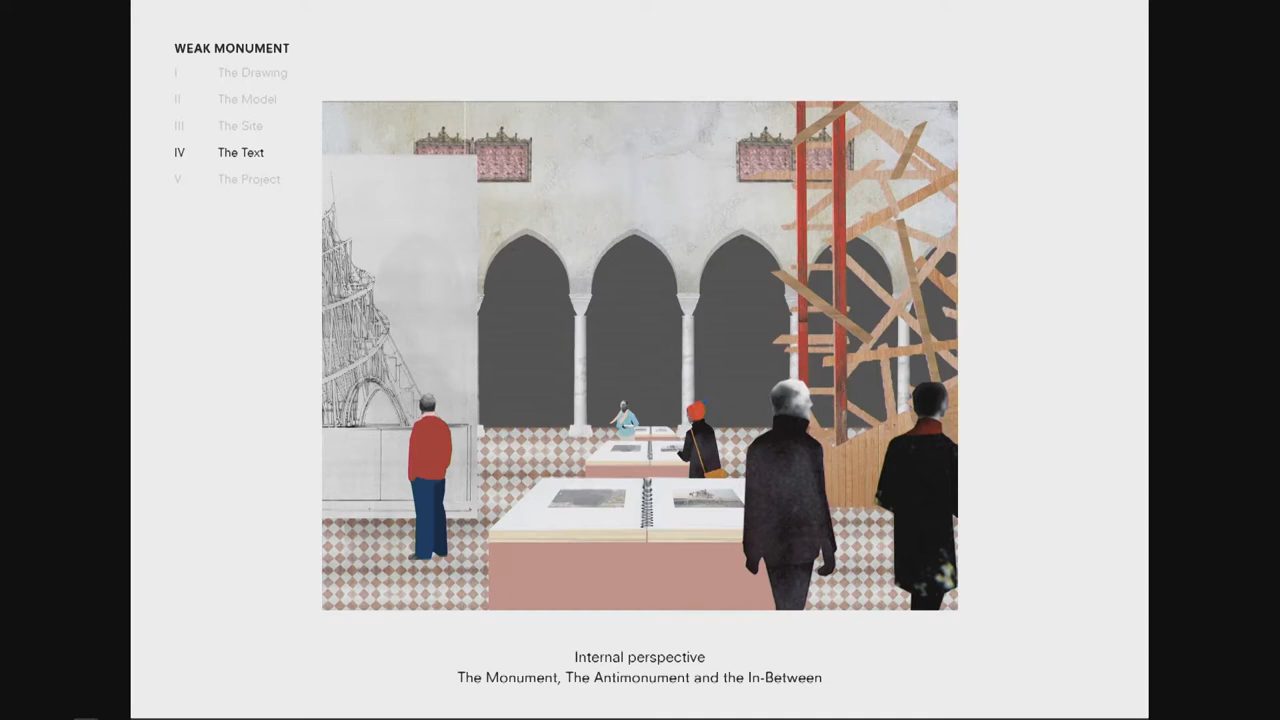 WEAK MONUMENT
I The Drawing
II The Model
III The Site
IV The Text
V The Project
Internal perspective
The Monument, The Antimonument and the In-Between